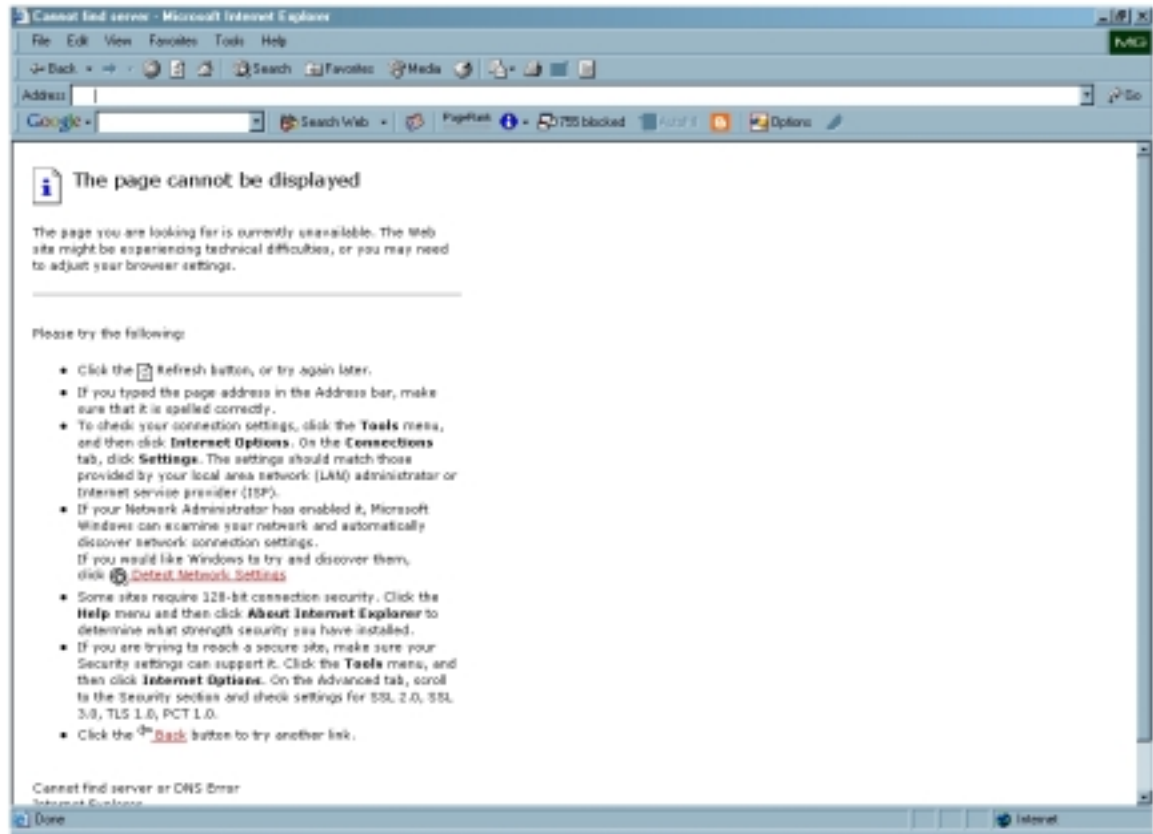 Cannot find server - Microsoft Internet Explorer
File Edit View Favorites Tools Help
MG
Back Search Favorites Media
Address Go
Google Search Web PageRank 755 blocked AutoFill Options
The page cannot be displayed
The page you are looking for is currently unavailable. The Web
site might be experiencing technical difficulties, or you may need
to adjust your browser settings.
Please try the following:
Click the Refresh button, or try again later.
If you typed the page address in the Address bar, make
sure that it is spelled correctly.
To check your connection settings, click the Tools menu,
and then click Internet Options. On the Connections
tab, click Settings. The settings should match those
provided by your local area network (LAN) administrator or
Internet service provider (ISP).
If your Network Administrator has enabled it, Microsoft
Windows can examine your network and automatically
discover network connection settings.
If you would like Windows to try and discover them,
click Detect Network Settings
Some sites require 128-bit connection security. Click the
Help menu and then click About Internet Explorer to
determine what strength security you have installed.
If you are trying to reach a secure site, make sure your
Security settings can support it. Click the Tools menu, and
then click Internet Options. On the Advanced tab, scroll
to the Security section and check settings for SSL 2.0, SSL
3.0, TLS 1.0, PCT 1.0.
Click the Back button to try another link.
Cannot find server or DNS Error
Internet Explorer
Done Internet